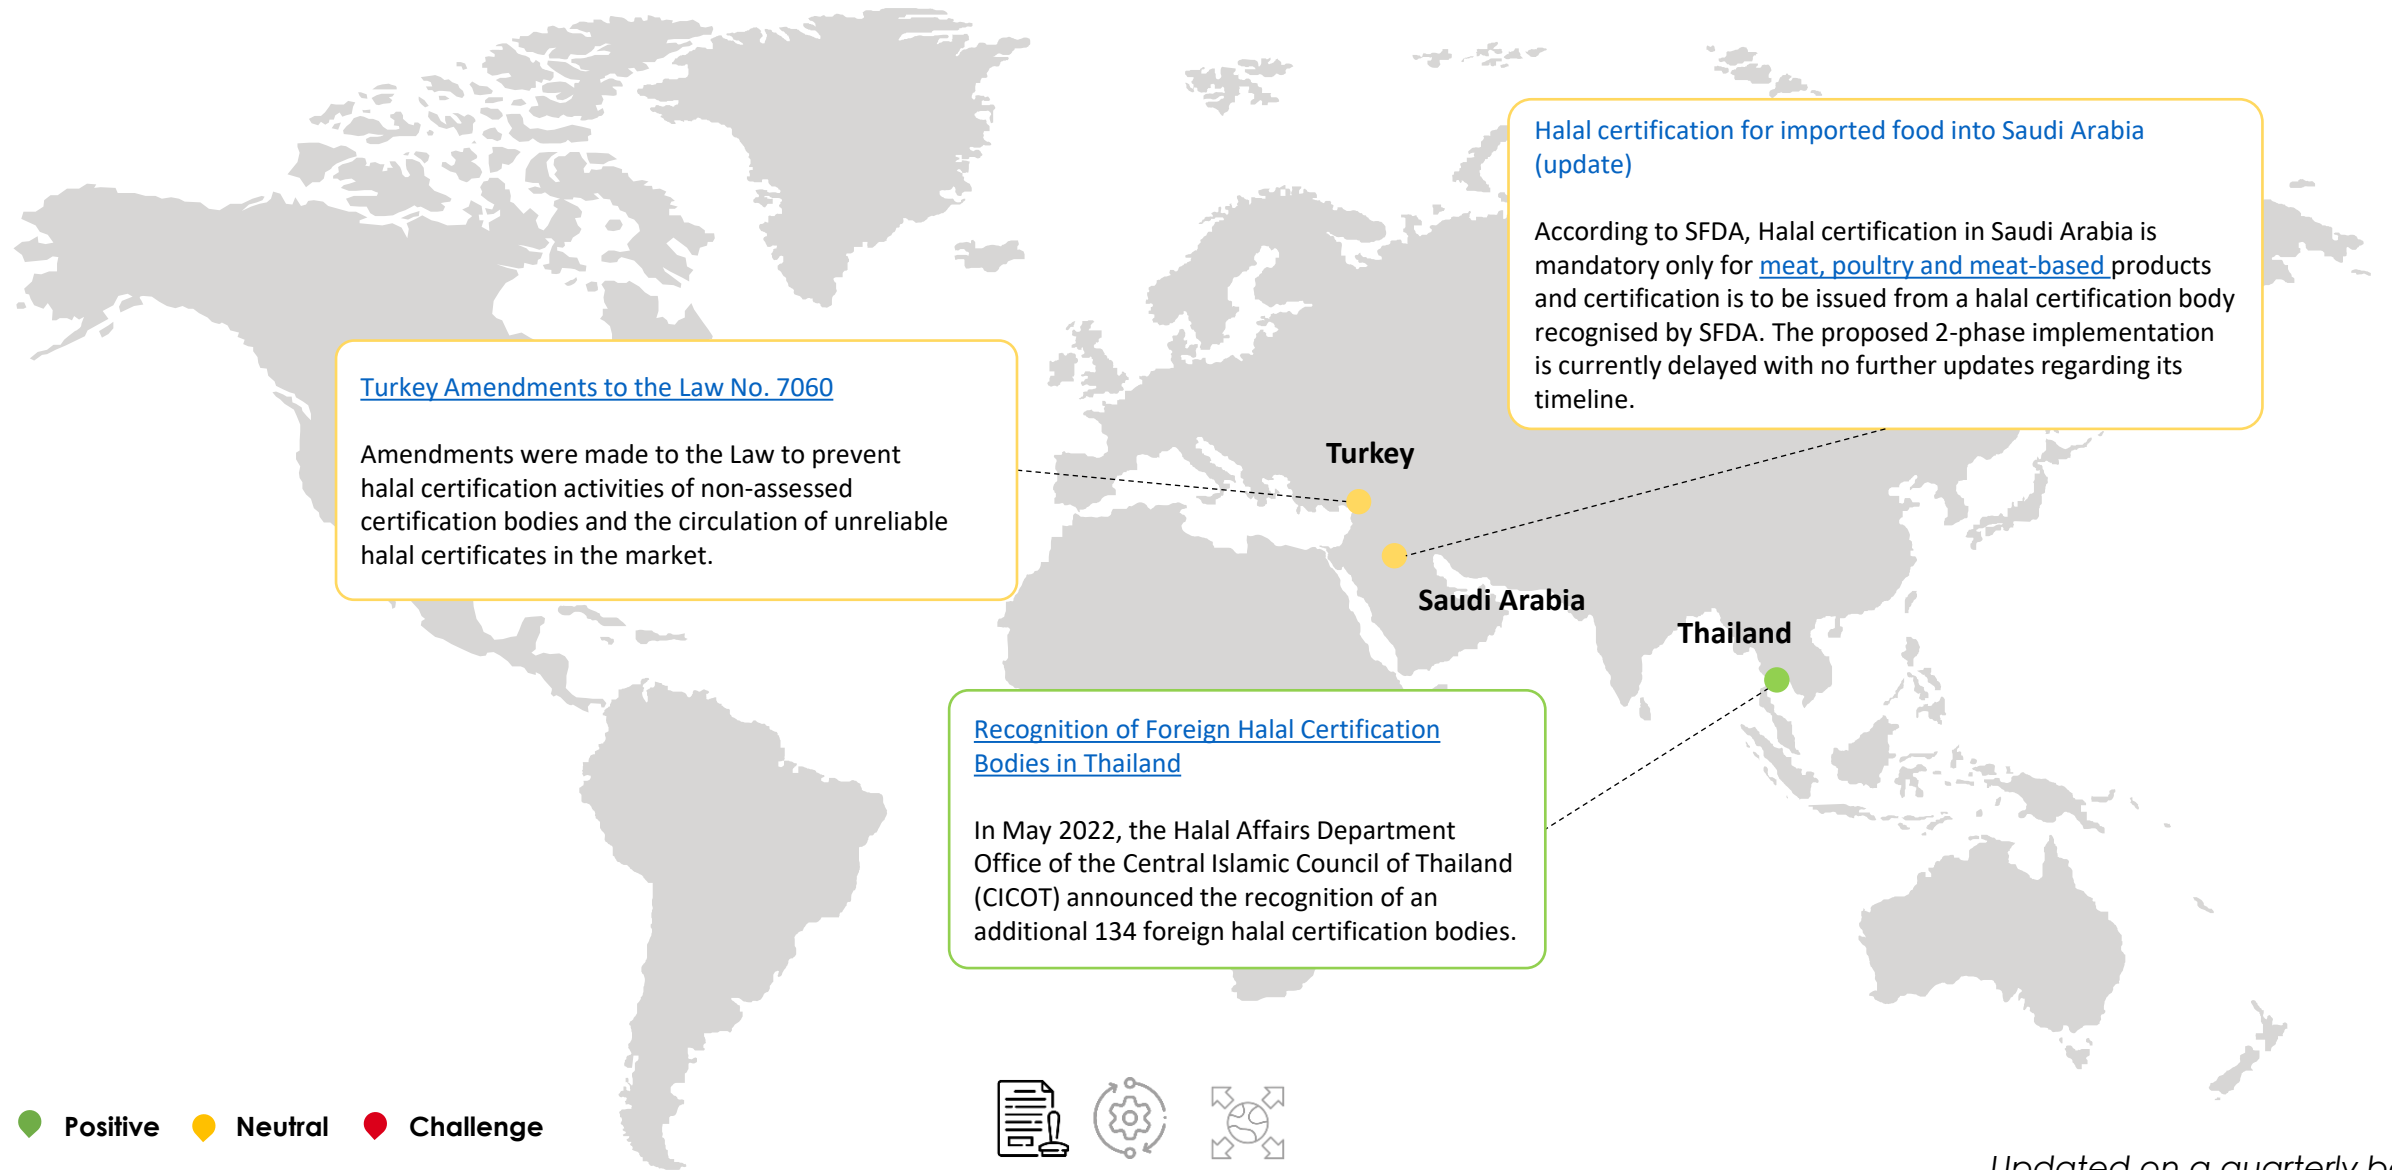 Halal certification for imported food into Saudi Arabia
(update)
According to SFDA, Halal certification in Saudi Arabia is
mandatory only for meat, poultry and meat-based products
and certification is to be issued from a halal certification body
recognised by SFDA. The proposed 2-phase implementation
is currently delayed with no further updates regarding its
timeline.
Turkey Amendments to the Law No. 7060
Amendments were made to the Law to prevent
halal certification activities of non-assessed
certification bodies and the circulation of unreliable
halal certificates in the market.
Turkey
Saudi Arabia
Thailand
Recognition of Foreign Halal Certification
Bodies in Thailand
In May 2022, the Halal Affairs Department
Office of the Central Islamic Council of Thailand
(CICOT) announced the recognition of an
additional 134 foreign halal certification bodies.
Positive Neutral Challenge
Updated on a quarterly